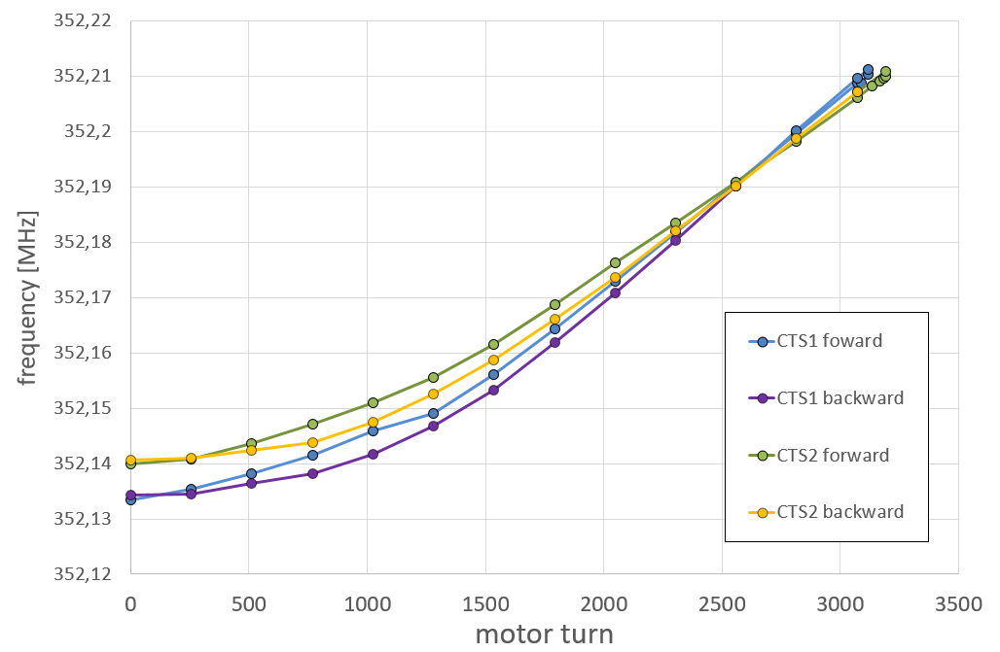 352,22
352,21
352,2
352,19
352,18
352,17
352,16
352,15
352,14
352,13
352,12
frequency [MHz]
0 500 1000 1500 2000 2500 3000 3500
motor turn
CTS1 foward
CTS1 backward
CTS2 forward
CTS2 backward